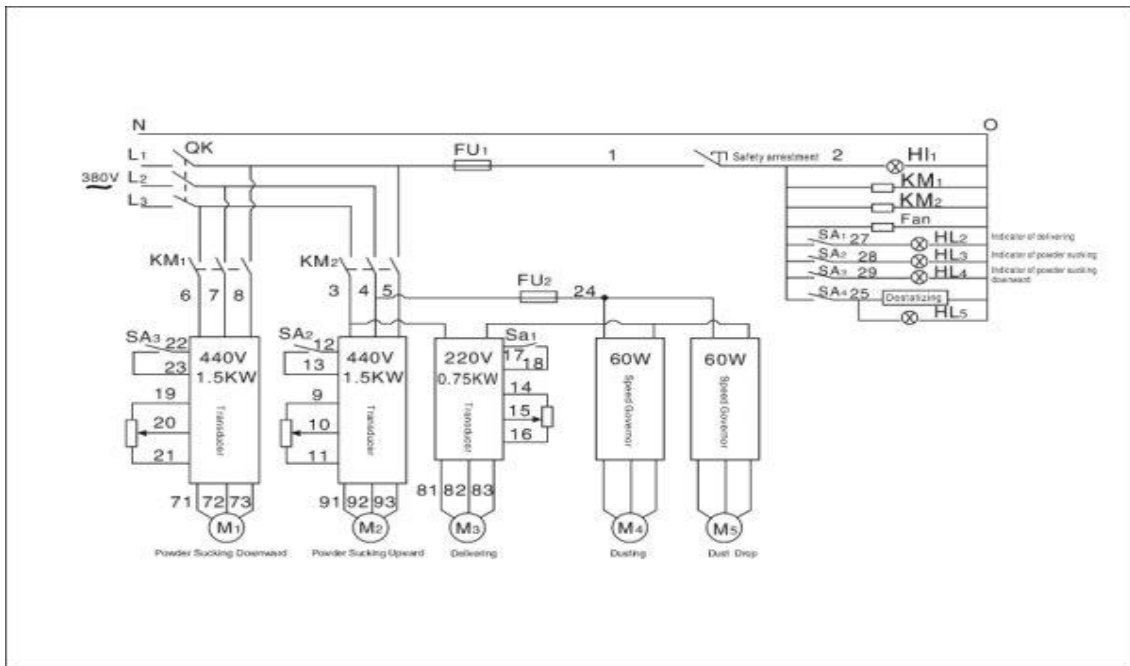 N O
L1 QK FU1 1 Safety arrestment 2 HI1
380V L2 KM1
~ L3 KM2
Fan
SA1 27 HL2 Indicator of delivering
SA2 28 HL3 Indicator of powder sucking
SA3 29 HL4 Indicator of powder sucking downward
SA4 25 Destatizing
HL5
KM1 KM2
6 7 8 3 4 5 FU2 24
SA3 22 SA2 12 Sa1
23 13 17 18
440V 440V 220V 60W 60W
1.5KW 1.5KW 0.75KW
19 9 14
20 10 15
21 11 16
Transducer Transducer Transducer Speed Governor Speed Governor
71 72 73 91 92 93 81 82 83
M1 M2 M3 M4 M5
Powder Sucking Downward Powder Sucking Upward Delivering Dusting Dust Drop